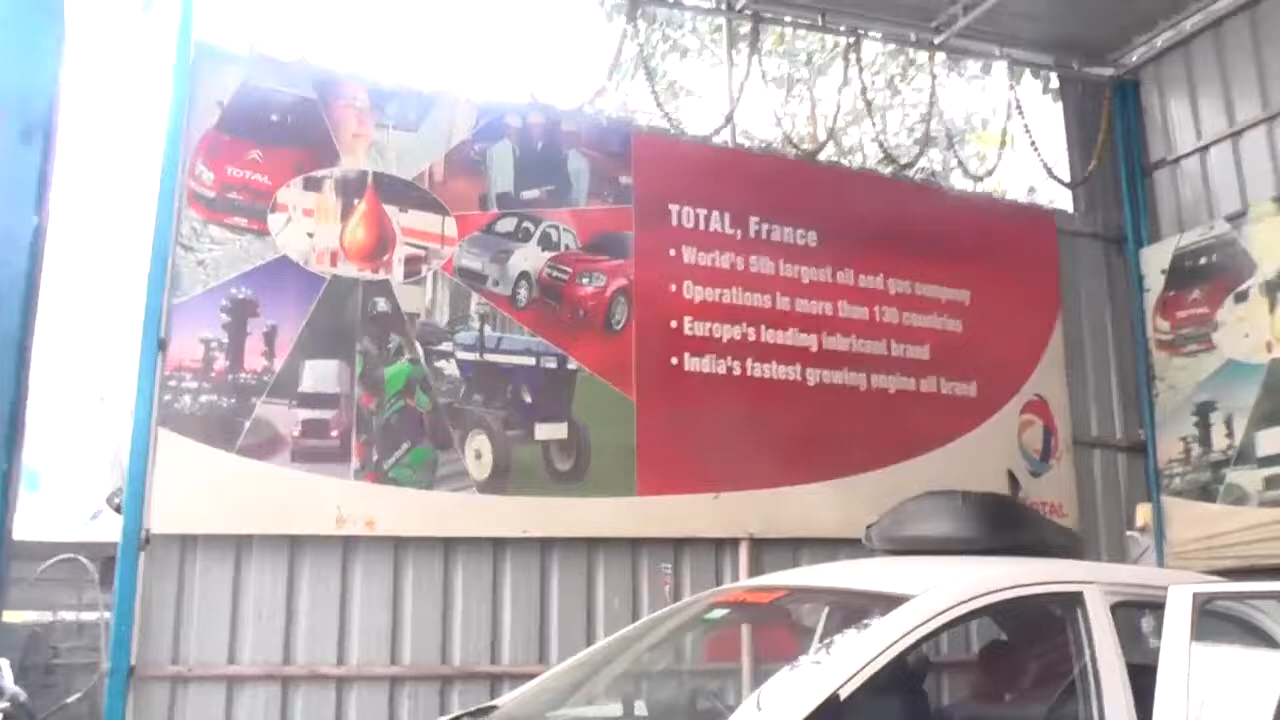 TOTAL
TOTAL, France
• World's 5th largest oil and gas company
• Operations in more than 130 countries
• Europe's leading lubricant brand
• India's fastest growing engine oil brand
TOTAL
TOTAL